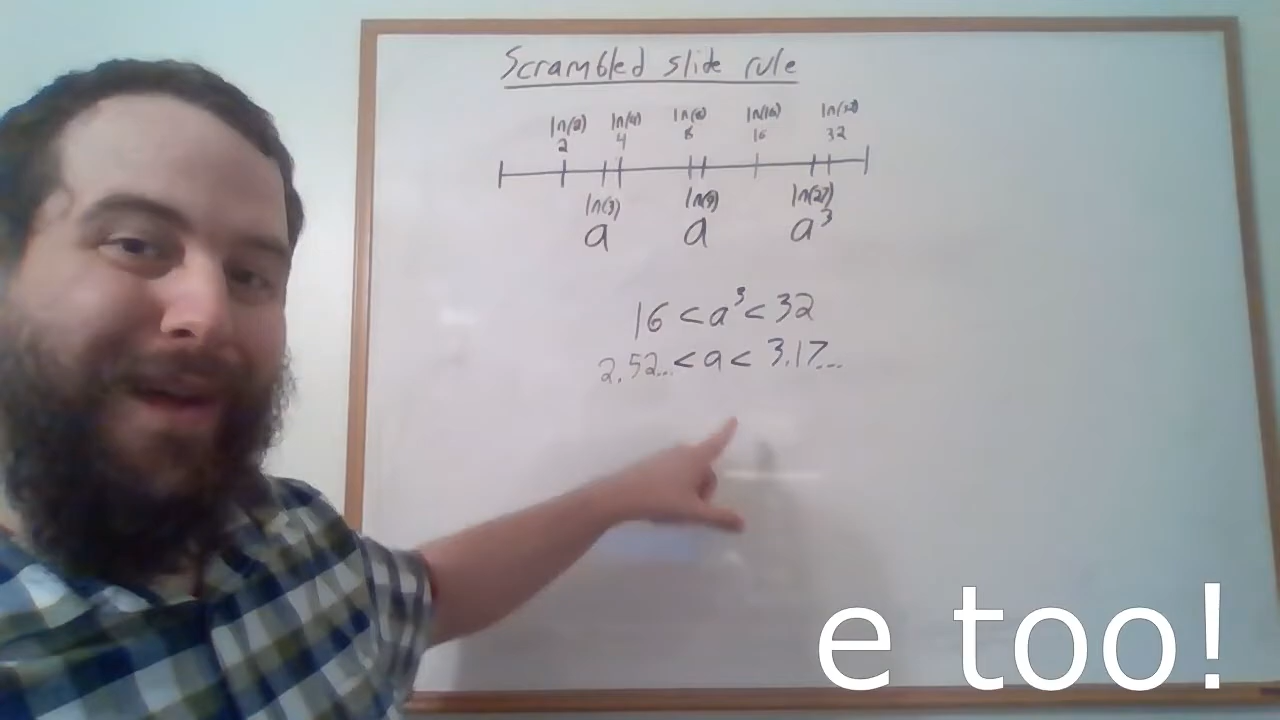 Scrambled slide rule
ln(2) ln(4) ln(8) ln(16) ln(32)
2 4 8 16 32
ln(3) ln(9) ln(27)
a a a³
16 < a³ < 32
2.52... < a < 3.17...
e too!